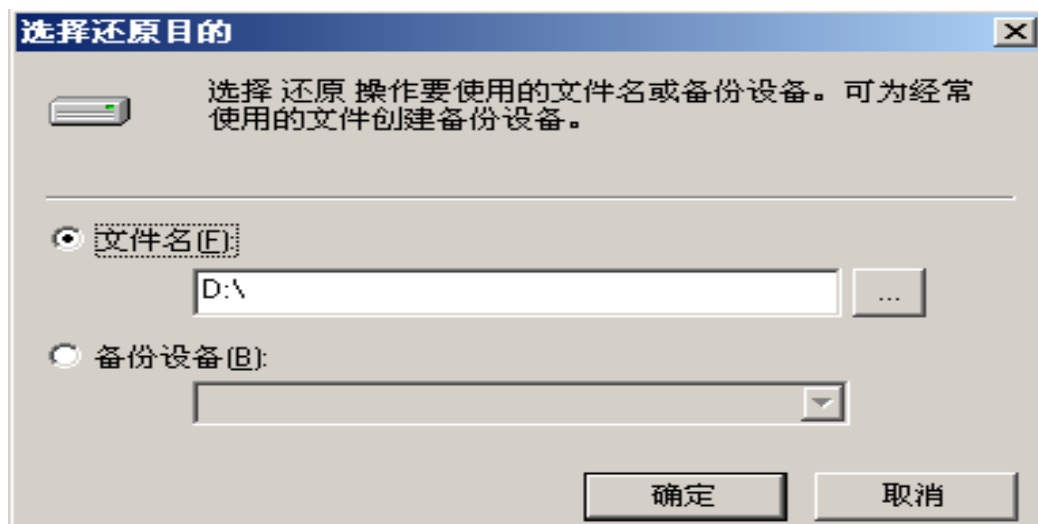 选择还原目的
选择 还原 操作要使用的文件名或备份设备。可为经常
使用的文件创建备份设备。
文件名(F):
D:\
...
备份设备(B):
确定
取消